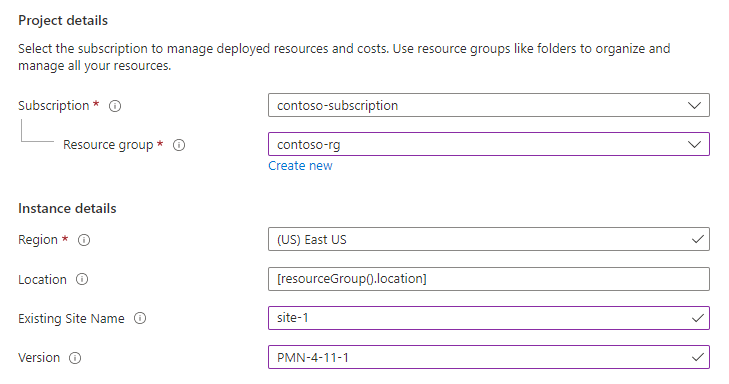 Project details
Select the subscription to manage deployed resources and costs. Use resource groups like folders to organize and
manage all your resources.
Subscription * contoso-subscription
Resource group * contoso-rg
Create new
Instance details
Region * (US) East US
Location [resourceGroup().location]
Existing Site Name site-1
Version PMN-4-11-1